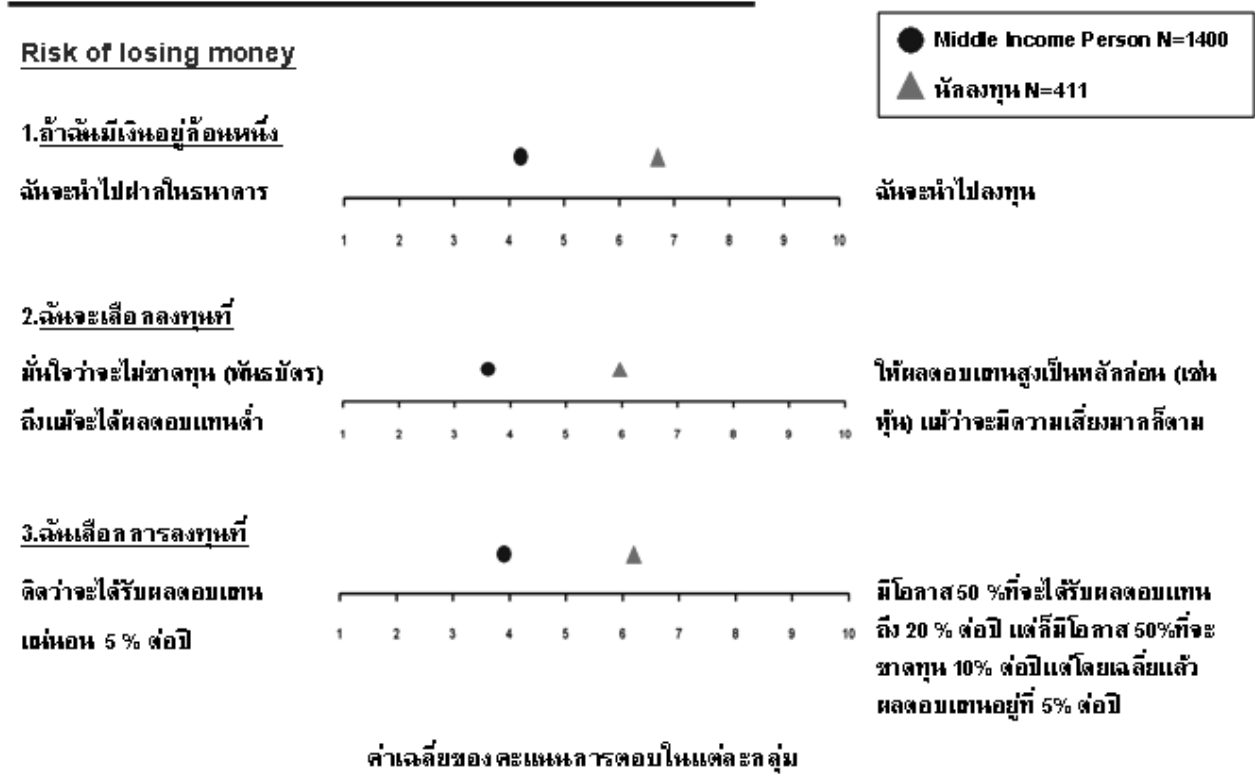 Risk of losing money
Middle Income Person N=1400
นักลงทุน N=411
1.ถ้าฉันมีเงินอยู่ก้อนหนึ่ง
ฉันจะนำไปฝากในธนาคาร
ฉันจะนำไปลงทุน
1 2 3 4 5 6 7 8 9 10
2.ฉันจะเลือกลงทุนที่
มั่นใจว่าจะไม่ขาดทุน (พันธบัตร)
ถึงแม้จะได้ผลตอบแทนต่ำ
ให้ผลตอบแทนสูงเป็นหลักก่อน (เช่น
หุ้น) แม้ว่าจะมีความเสี่ยงมากก็ตาม
1 2 3 4 5 6 7 8 9 10
3.ฉันเลือกการลงทุนที่
คิดว่าจะได้รับผลตอบแทน
แน่นอน 5 % ต่อปี
มีโอกาส 50 %ที่จะได้รับผลตอบแทน
ถึง 20 % ต่อปี แต่ก็มีโอกาส 50%ที่จะ
ขาดทุน 10% ต่อปีแต่โดยเฉลี่ยแล้ว
ผลตอบแทนอยู่ที่ 5% ต่อปี
1 2 3 4 5 6 7 8 9 10
ค่าเฉลี่ยของคะแนนการตอบในแต่ละกลุ่ม